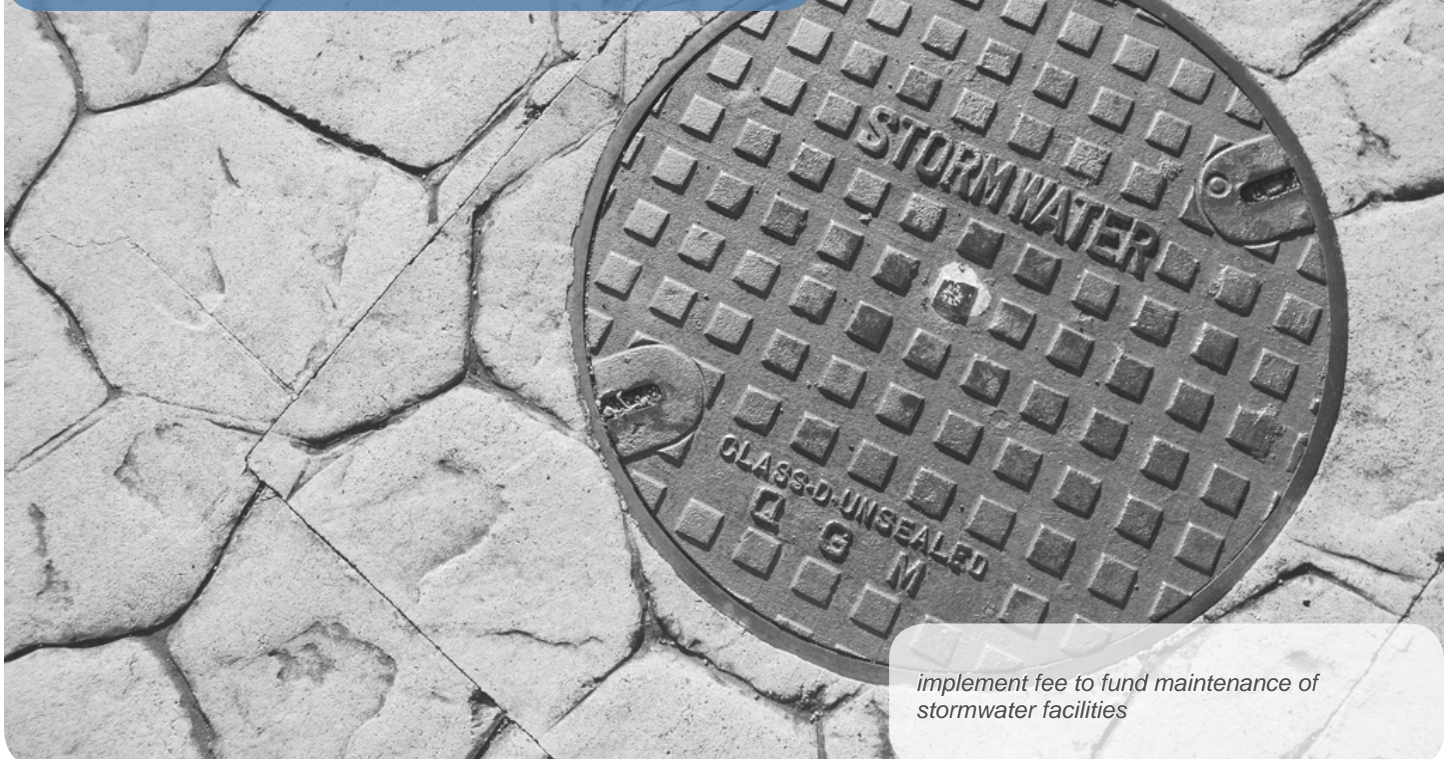 STORMWATER
CLASS-D-UNSEALED
A G M
implement fee to fund maintenance of
stormwater facilities